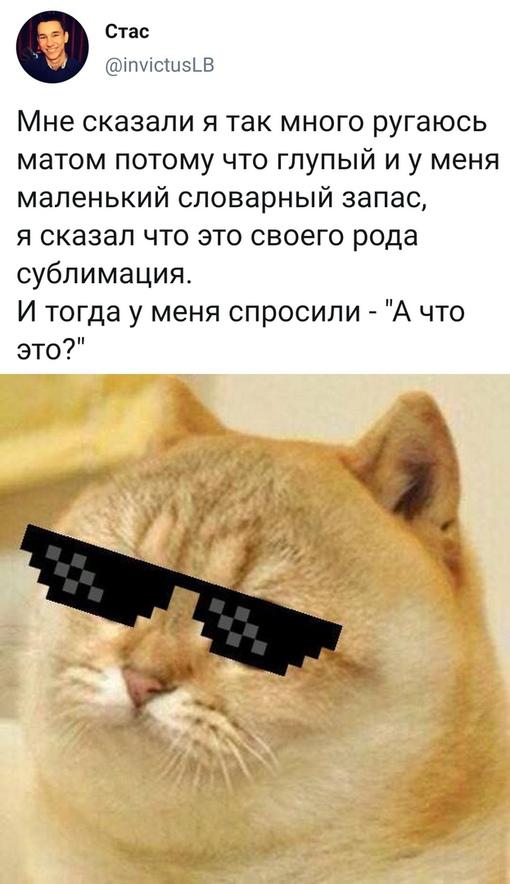 Стас
@invictusLB
Мне сказали я так много ругаюсь
матом потому что глупый и у меня
маленький словарный запас,
я сказал что это своего рода
сублимация.
И тогда у меня спросили - "А что
это?"